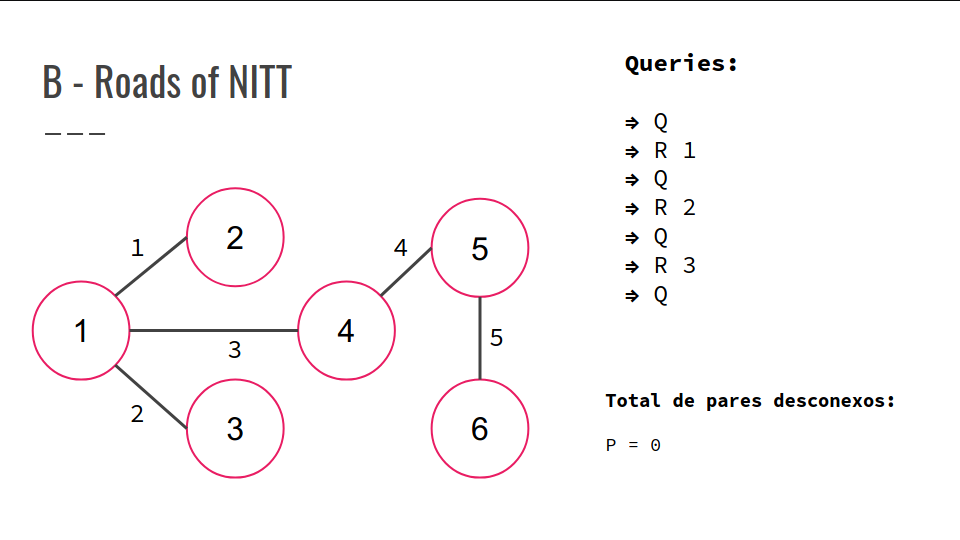 B - Roads of NITT
Queries:
⇒ Q
⇒ R 1
⇒ Q
⇒ R 2
⇒ Q
⇒ R 3
⇒ Q
2
1
5
4
1
4
3
5
2
3
6
Total de pares desconexos:
P = 0